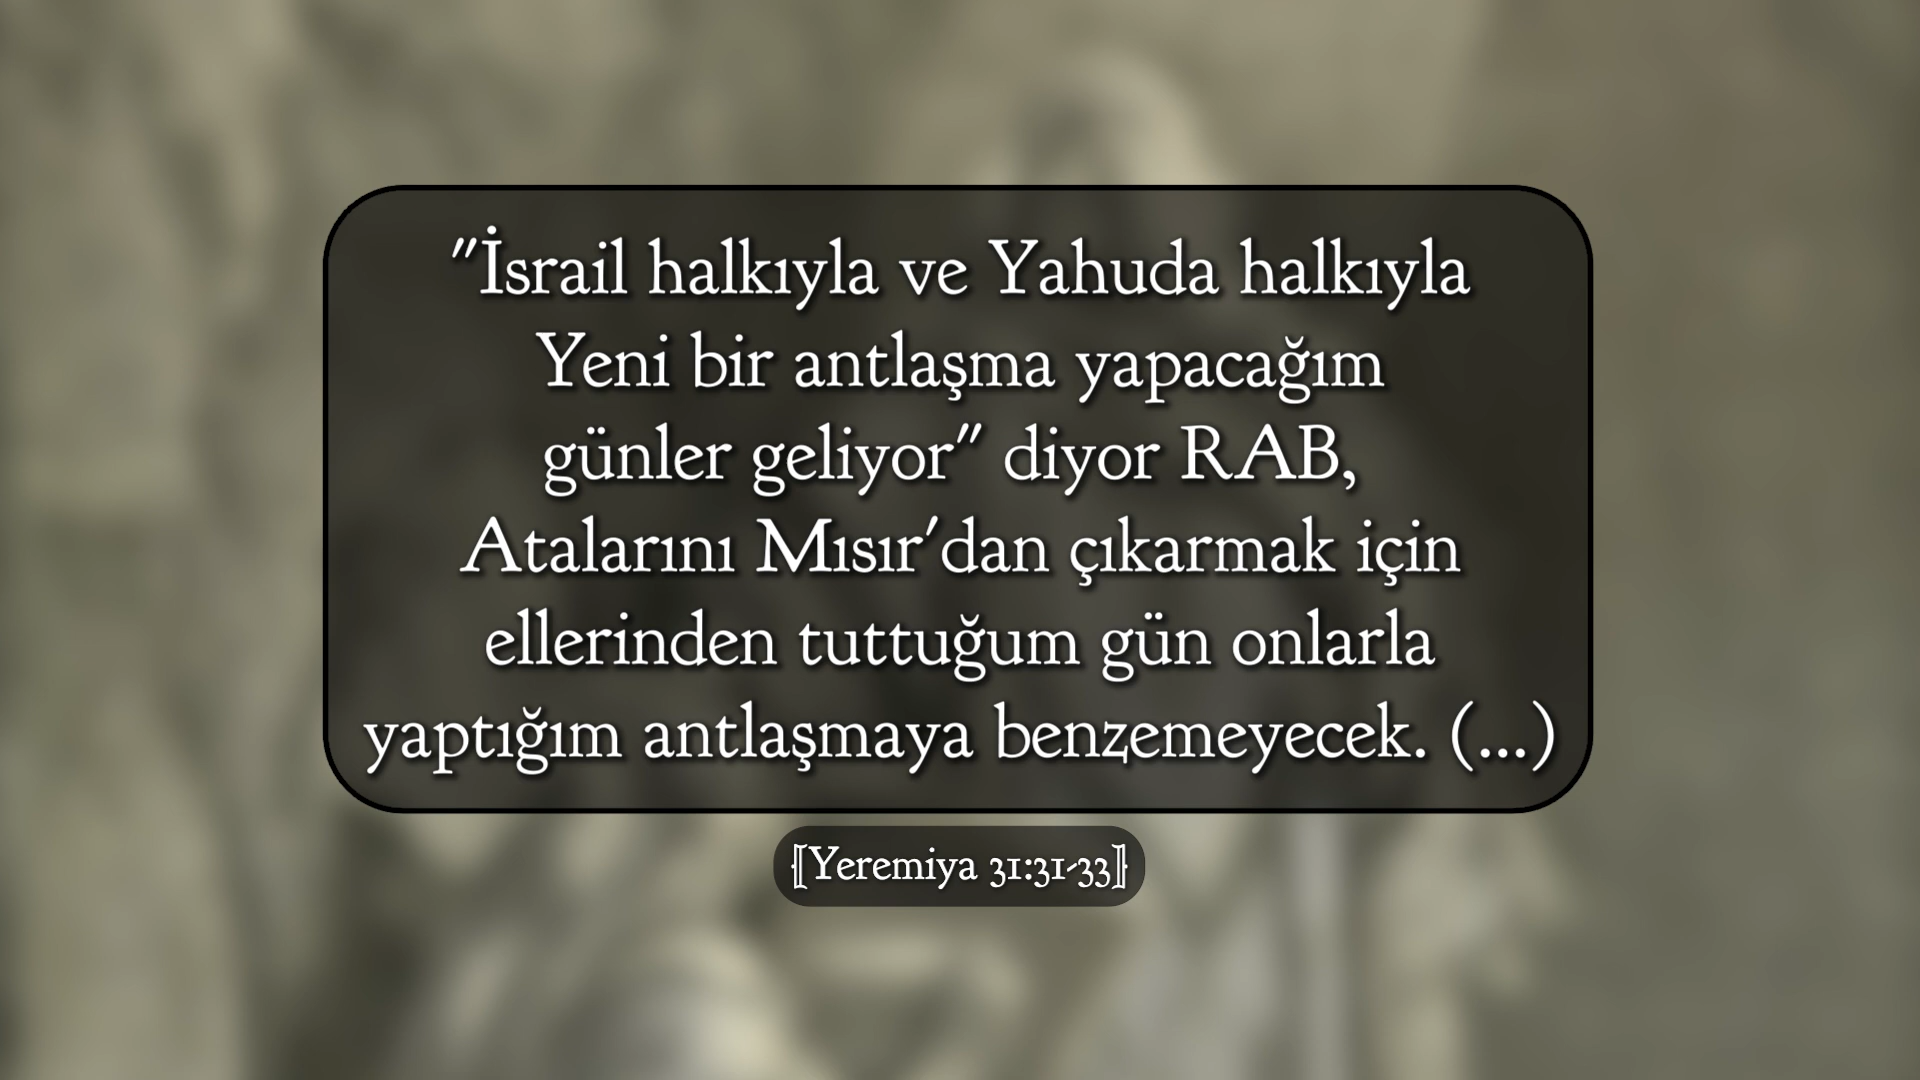 "İsrail halkıyla ve Yahuda halkıyla
Yeni bir antlaşma yapacağım
günler geliyor" diyor RAB,
Atalarını Mısır'dan çıkarmak için
ellerinden tuttuğum gün onlarla
yaptığım antlaşmaya benzemeyecek. (...)
⦃Yeremiya 31:31-33⦄